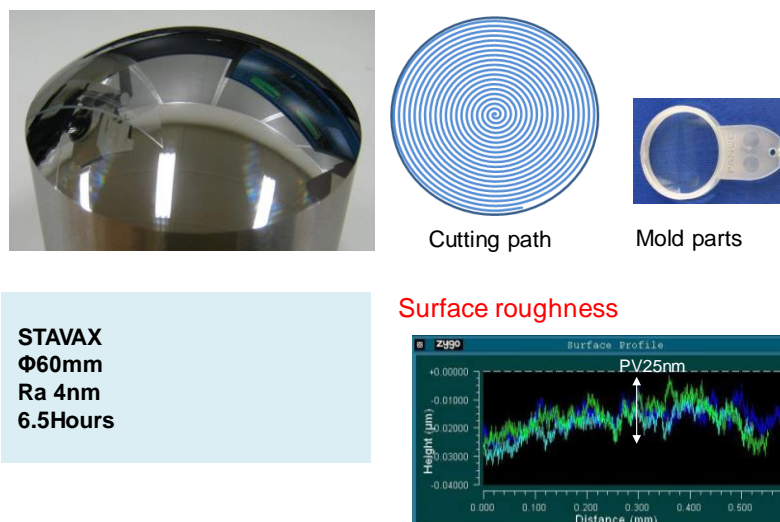 Cutting path
Mold parts
FANUC
STAVAX
Φ60mm
Ra 4nm
6.5Hours
Surface roughness
zygo
Surface Profile
PV25nm
+0.00000
-0.01000
-0.02000
-0.03000
-0.04000
Height (µm)
0.000 0.100 0.200 0.300 0.400 0.500
Distance (mm)